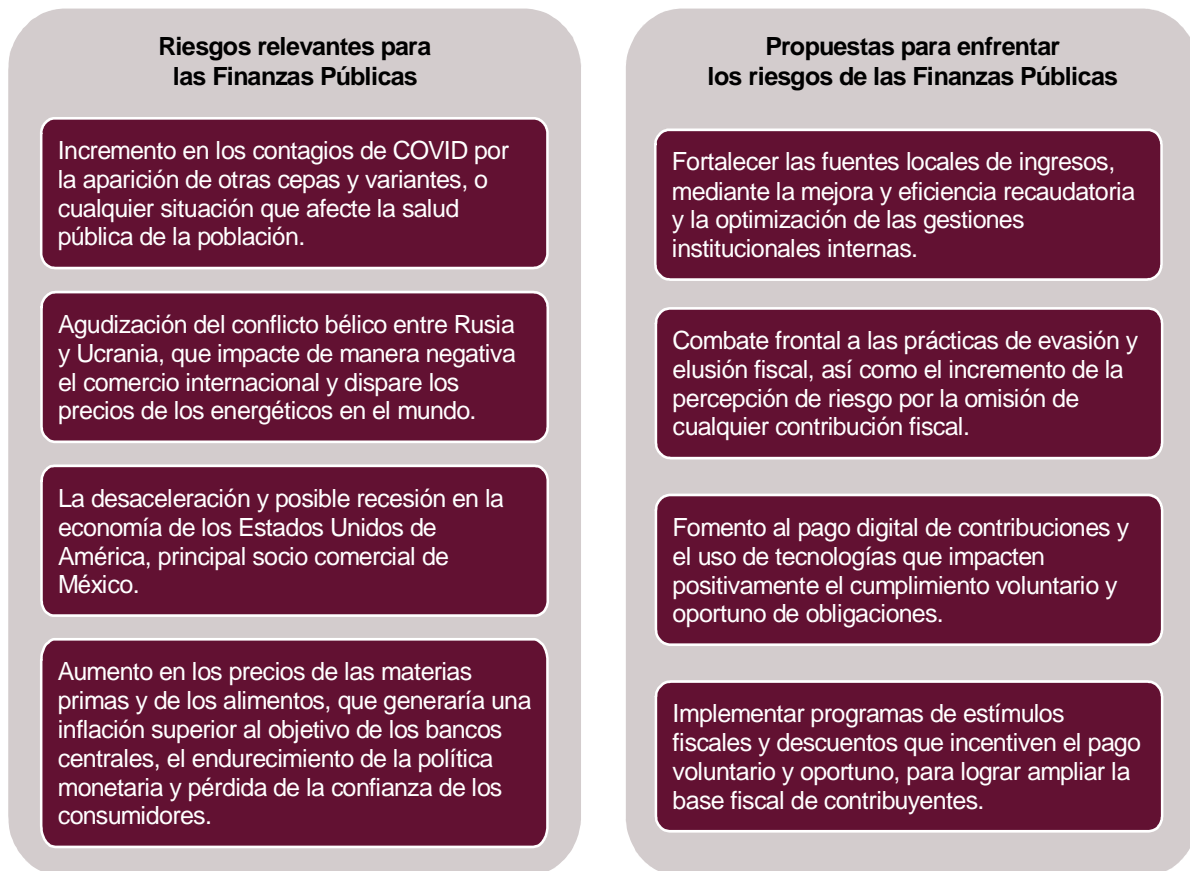 Riesgos relevantes para
las Finanzas Públicas
Incremento en los contagios de COVID por
la aparición de otras cepas y variantes, o
cualquier situación que afecte la salud
pública de la población.
Agudización del conflicto bélico entre Rusia
y Ucrania, que impacte de manera negativa
el comercio internacional y dispare los
precios de los energéticos en el mundo.
La desaceleración y posible recesión en la
economía de los Estados Unidos de
América, principal socio comercial de
México.
Aumento en los precios de las materias
primas y de los alimentos, que generaría una
inflación superior al objetivo de los bancos
centrales, el endurecimiento de la política
monetaria y pérdida de la confianza de los
consumidores.
Propuestas para enfrentar
los riesgos de las Finanzas Públicas
Fortalecer las fuentes locales de ingresos,
mediante la mejora y eficiencia recaudatoria
y la optimización de las gestiones
institucionales internas.
Combate frontal a las prácticas de evasión y
elusión fiscal, así como el incremento de la
percepción de riesgo por la omisión de
cualquier contribución fiscal.
Fomento al pago digital de contribuciones y
el uso de tecnologías que impacten
positivamente el cumplimiento voluntario y
oportuno de obligaciones.
Implementar programas de estímulos
fiscales y descuentos que incentiven el pago
voluntario y oportuno, para lograr ampliar la
base fiscal de contribuyentes.